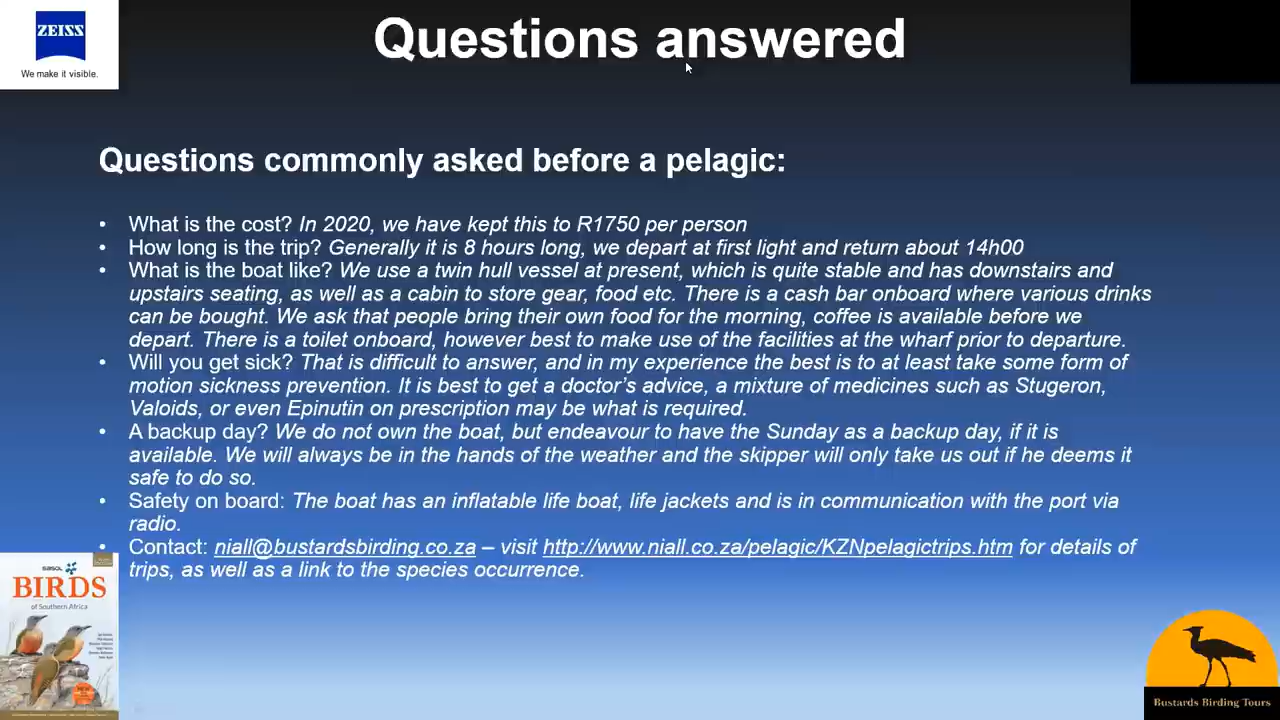 ZEISS
We make it visible.
Questions answered
Questions commonly asked before a pelagic:
• What is the cost? In 2020, we have kept this to R1750 per person
• How long is the trip? Generally it is 8 hours long, we depart at first light and return about 14h00
• What is the boat like? We use a twin hull vessel at present, which is quite stable and has downstairs and
upstairs seating, as well as a cabin to store gear, food etc. There is a cash bar onboard where various drinks
can be bought. We ask that people bring their own food for the morning, coffee is available before we
depart. There is a toilet onboard, however best to make use of the facilities at the wharf prior to departure.
• Will you get sick? That is difficult to answer, and in my experience the best is to at least take some form of
motion sickness prevention. It is best to get a doctor's advice, a mixture of medicines such as Stugeron,
Valoids, or even Epinutin on prescription may be what is required.
• A backup day? We do not own the boat, but endeavour to have the Sunday as a backup day, if it is
available. We will always be in the hands of the weather and the skipper will only take us out if he deems it
safe to do so.
• Safety on board: The boat has an inflatable life boat, life jackets and is in communication with the port via
radio.
• Contact: niall@bustardsbirding.co.za – visit http://www.niall.co.za/pelagic/KZNpelagictrips.htm for details of
trips, as well as a link to the species occurrence.
sasol
BIRDS
of Southern Africa
Bustards Birding Tours